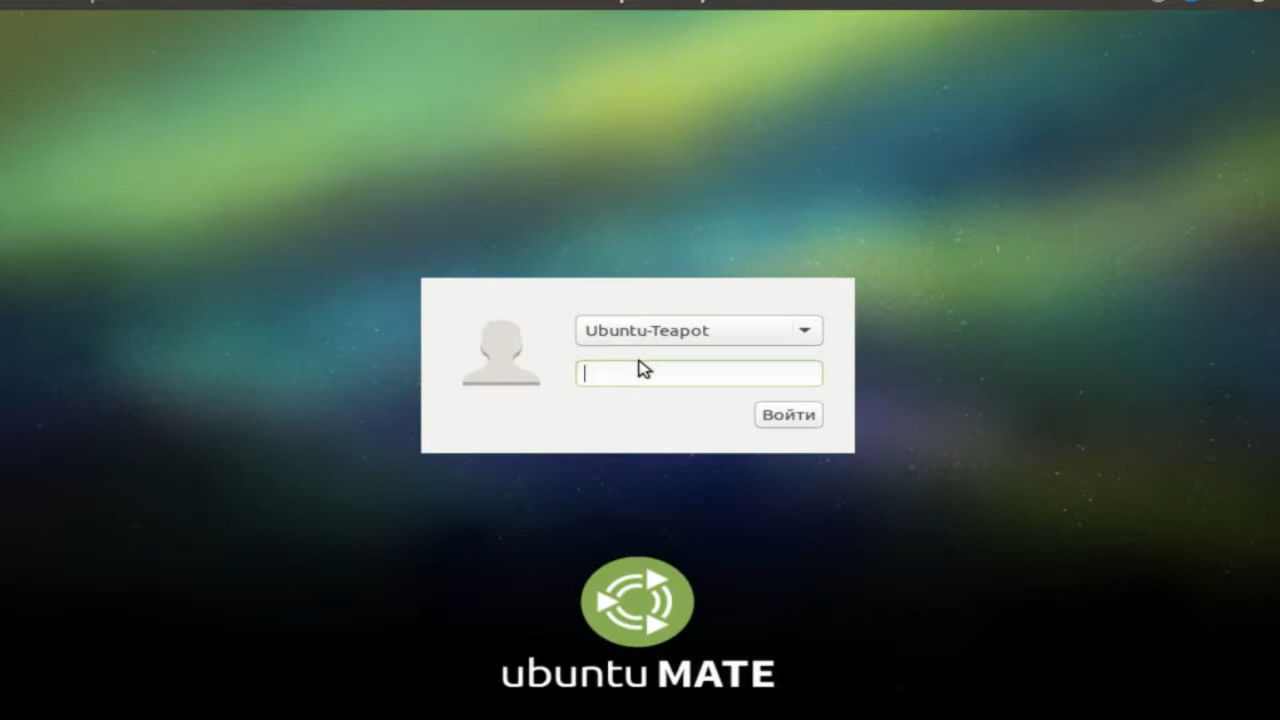 Ubuntu-Teapot
Войти
ubuntu MATE